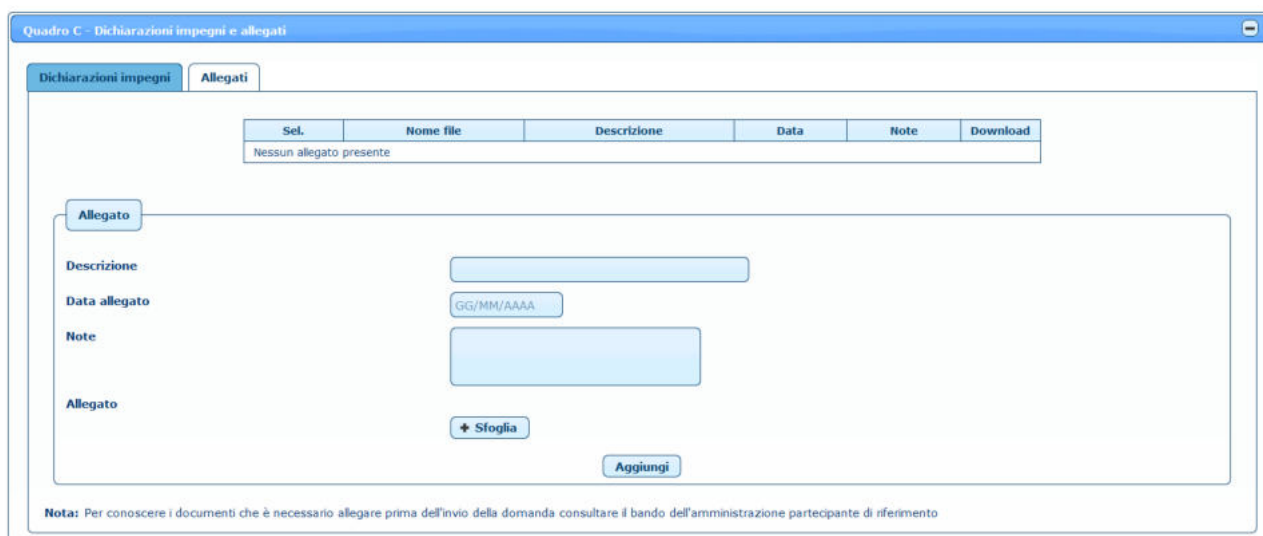 Quadro C - Dichiarazioni impegni e allegati
Dichiarazioni impegni Allegati
Sel. Nome file Descrizione Data Note Download
Nessun allegato presente
Allegato
Descrizione
Data allegato GG/MM/AAAA
Note
Allegato
+ Sfoglia
Aggiungi
Nota: Per conoscere i documenti che è necessario allegare prima dell'invio della domanda consultare il bando dell'amministrazione partecipante di riferimento